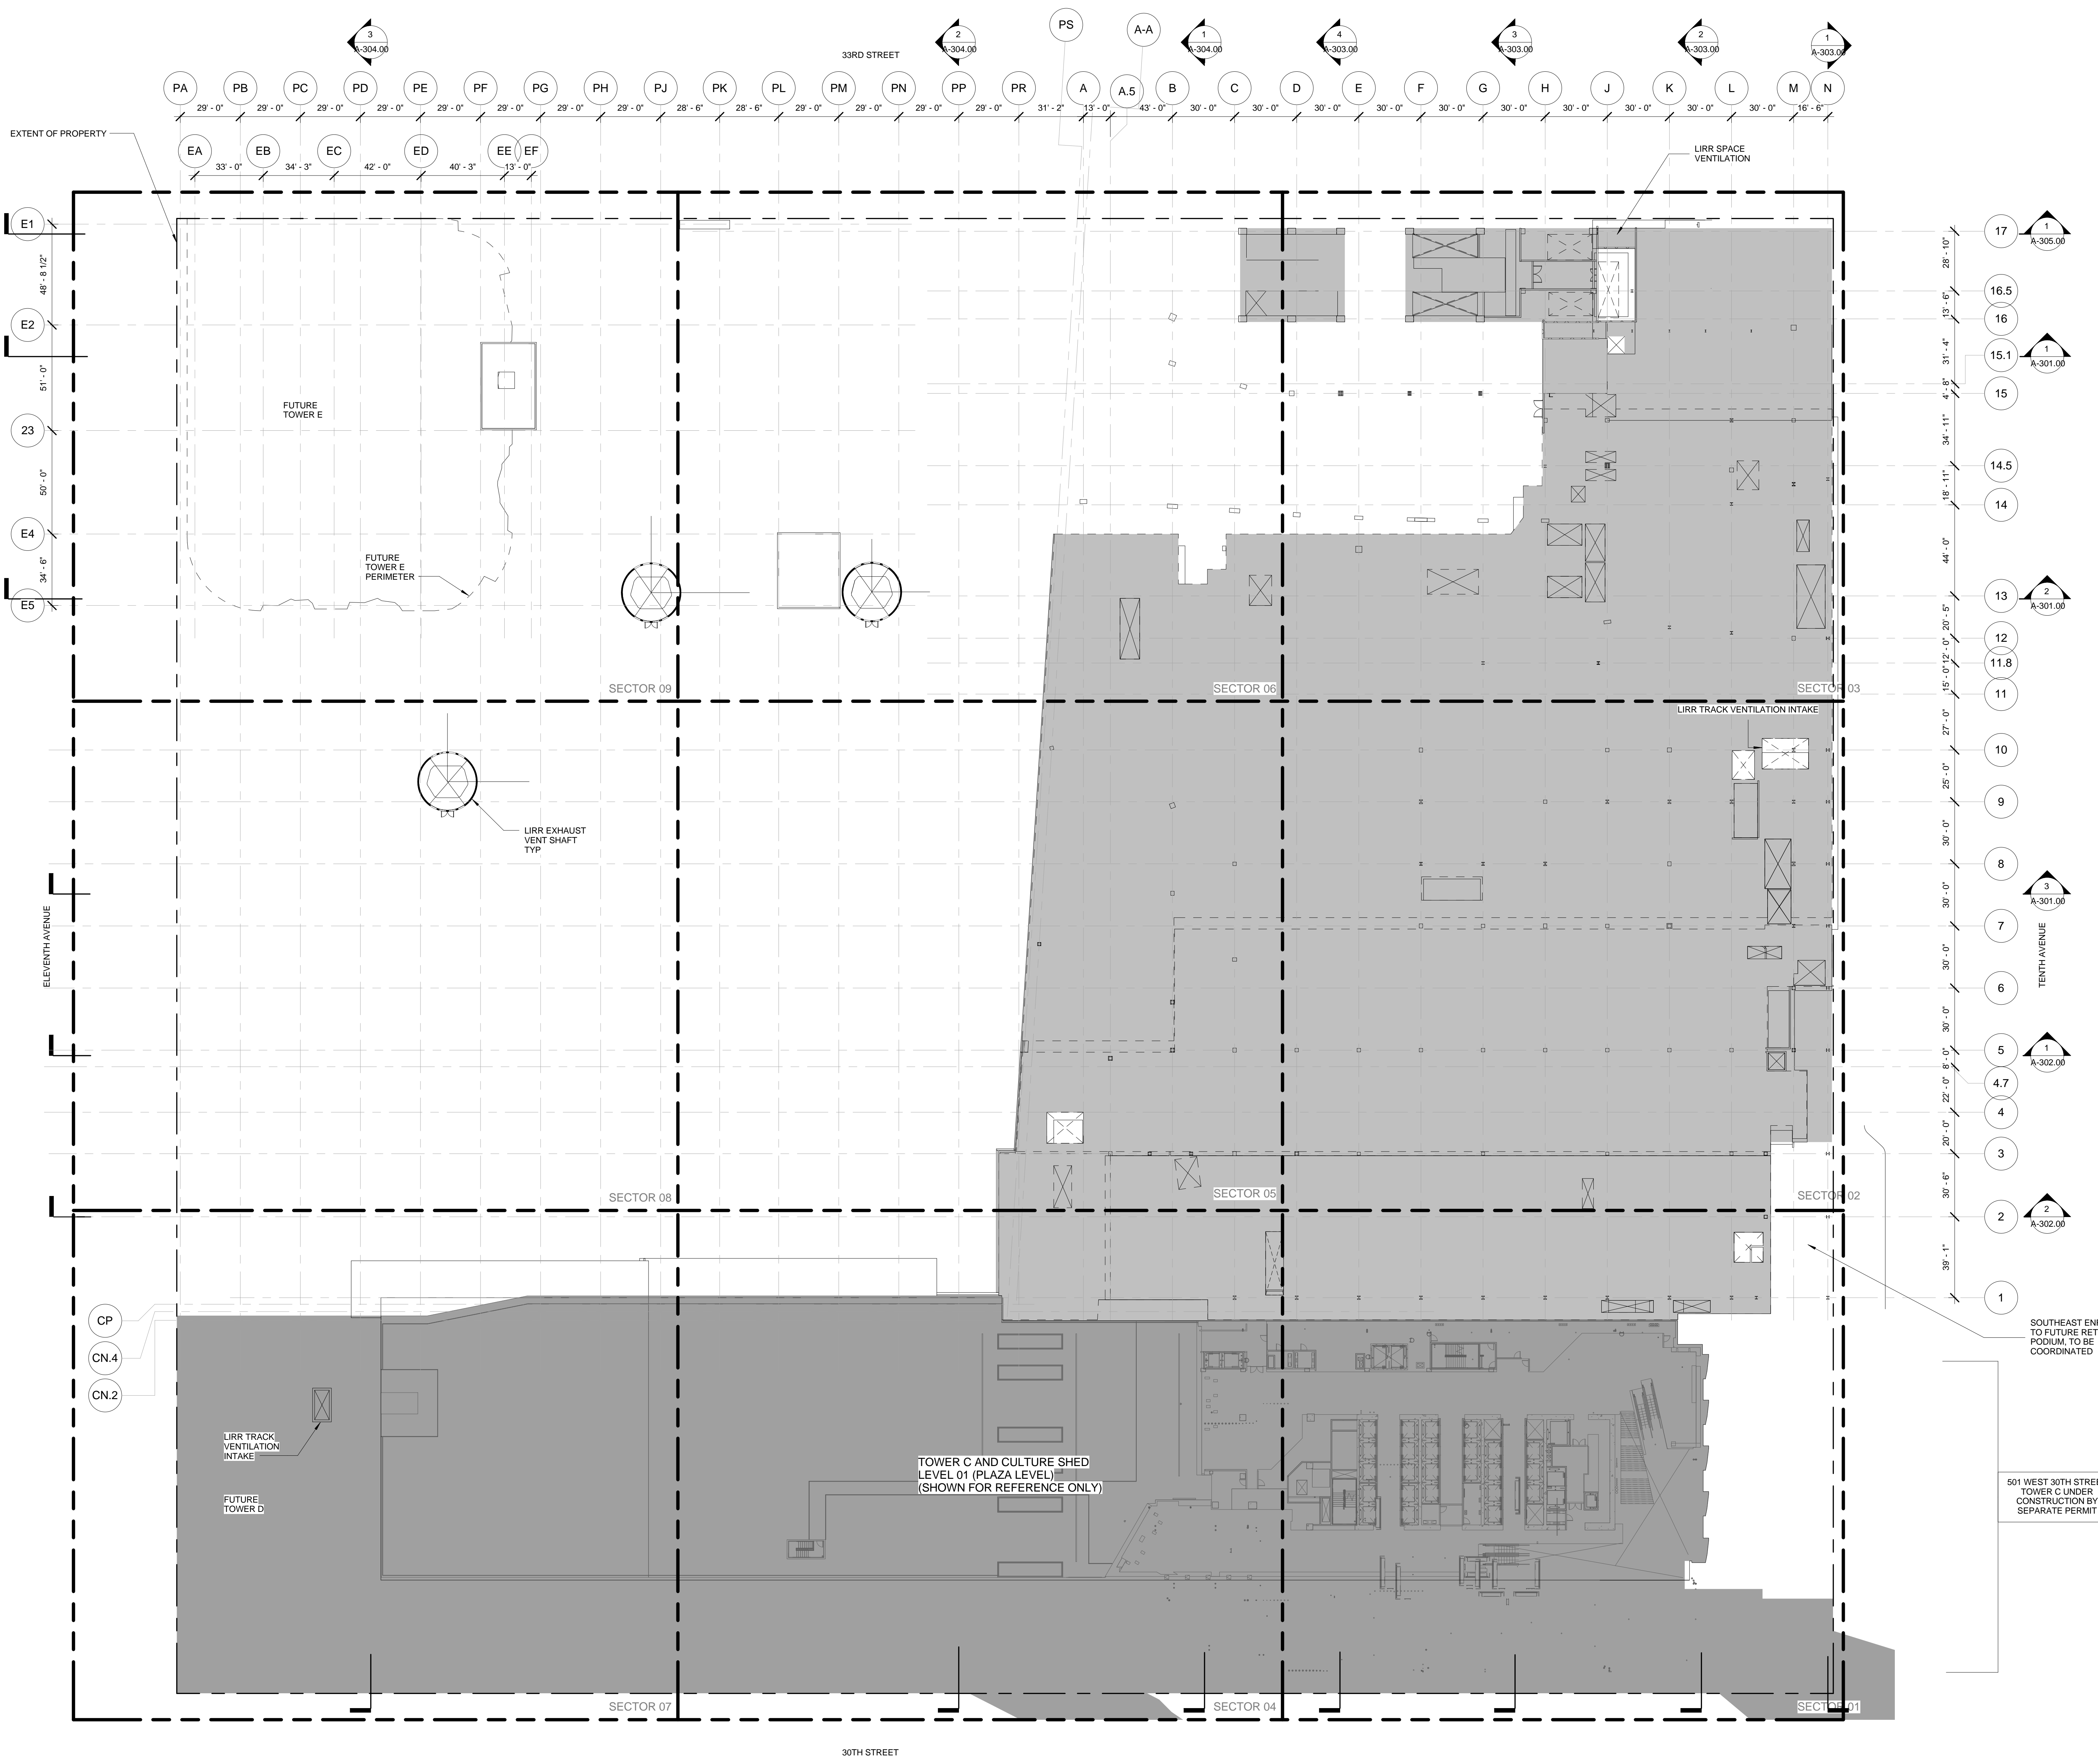 3
A-304.00
33RD STREET
2
A-304.00
PS
A-A
1
A-304.00
4
A-303.00
3
A-303.00
2
A-303.00
1
A-303.00
PA
PB
PC
PD
PE
PF
PG
PH
PJ
PK
PL
PM
PN
PP
PR
A
A.5
B
C
D
E
F
G
H
J
K
L
M
N
29' - 0"
29' - 0"
29' - 0"
29' - 0"
29' - 0"
29' - 0"
29' - 0"
29' - 0"
28' - 6"
28' - 6"
29' - 0"
29' - 0"
29' - 0"
29' - 0"
31' - 2"
13' - 0"
43' - 0"
30' - 0"
30' - 0"
30' - 0"
30' - 0"
30' - 0"
30' - 0"
30' - 0"
30' - 0"
30' - 0"
30' - 0"
16' - 6"
EXTENT OF PROPERTY
EA
EB
EC
ED
EE
EF
33' - 0"
34' - 3"
42' - 0"
40' - 3"
13' - 0"
LIRR SPACE
VENTILATION
E1
48' - 8 1/2"
E2
51' - 0"
23
50' - 0"
E4
34' - 6"
E5
FUTURE
TOWER E
FUTURE
TOWER E
PERIMETER
17
1
A-305.00
28' - 10"
16.5
13' - 6"
16
31' - 4"
15.1
1
A-301.00
4' - 8"
15
34' - 11"
14.5
18' - 11"
14
44' - 0"
13
2
A-301.00
20' - 5"
12
12' - 0"
11.8
15' - 0"
11
SECTOR 09
SECTOR 06
SECTOR 03
LIRR TRACK VENTILATION INTAKE
27' - 0"
10
25' - 0"
9
30' - 0"
8
3
A-301.00
30' - 0"
7
30' - 0"
6
30' - 0"
5
1
A-302.00
8' - 0"
4.7
22' - 0"
4
20' - 0"
3
30' - 6"
2
2
A-302.00
39' - 1"
1
LIRR EXHAUST
VENT SHAFT
TYP
ELEVENTH AVENUE
TENTH AVENUE
SECTOR 08
SECTOR 05
SECTOR 02
CP
CN.4
CN.2
SOUTHEAST EN
TO FUTURE RET
PODIUM, TO BE
COORDINATED
LIRR TRACK
VENTILATION
INTAKE
FUTURE
TOWER D
TOWER C AND CULTURE SHED
LEVEL 01 (PLAZA LEVEL)
(SHOWN FOR REFERENCE ONLY)
501 WEST 30TH STREE
TOWER C UNDER
CONSTRUCTION BY
SEPARATE PERMIT
SECTOR 07
SECTOR 04
SECTOR 01
30TH STREET